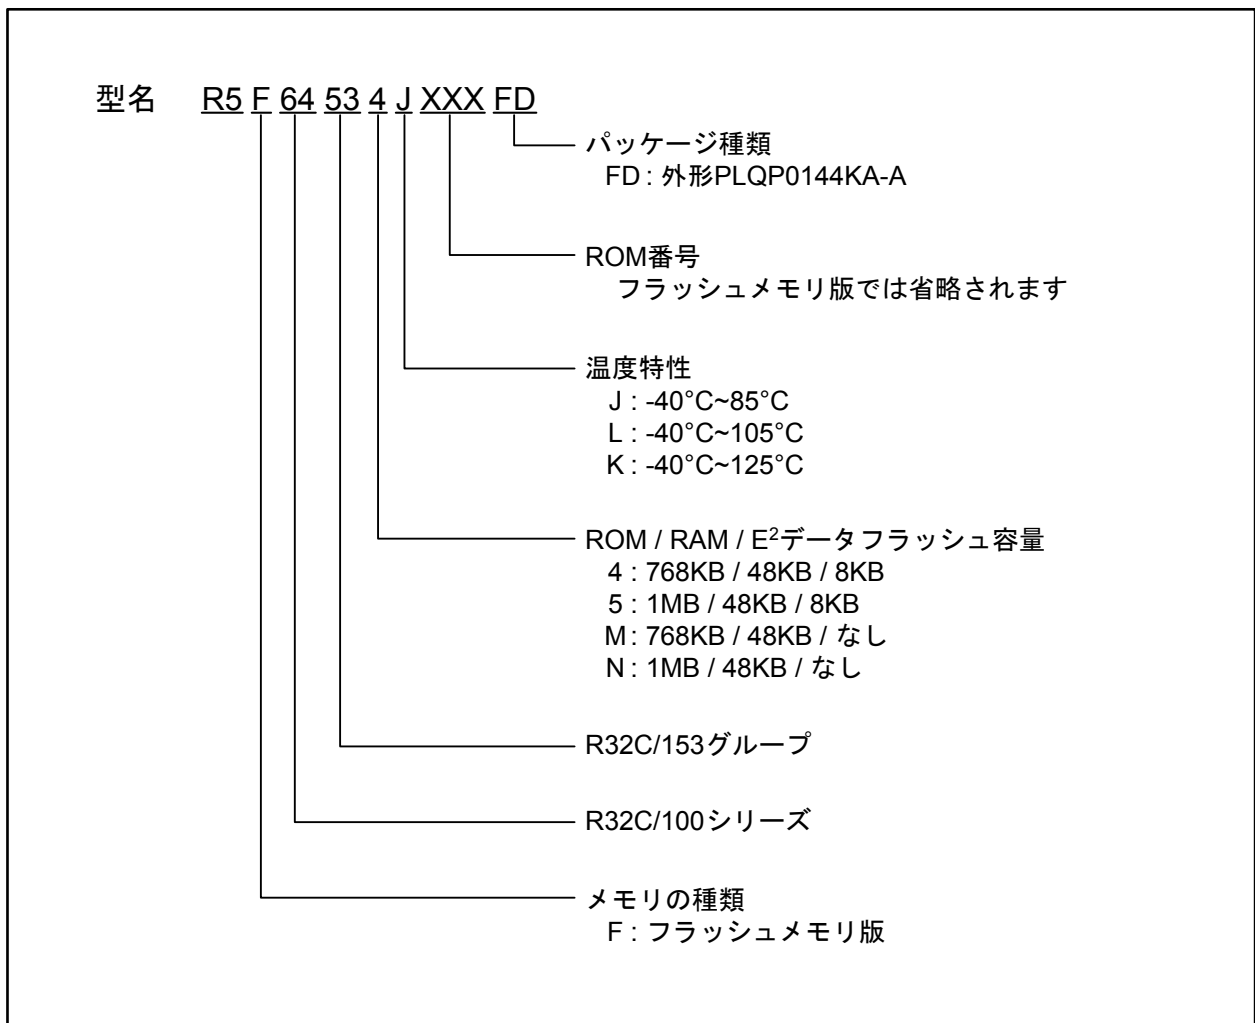 型名 R5 F 64 53 4 J XXX FD
パッケージ種類
FD : 外形PLQP0144KA-A
ROM番号
フラッシュメモリ版では省略されます
温度特性
J : -40°C~85°C
L : -40°C~105°C
K : -40°C~125°C
ROM / RAM / E²データフラッシュ容量
4 : 768KB / 48KB / 8KB
5 : 1MB / 48KB / 8KB
M : 768KB / 48KB / なし
N : 1MB / 48KB / なし
R32C/153グループ
R32C/100シリーズ
メモリの種類
F : フラッシュメモリ版